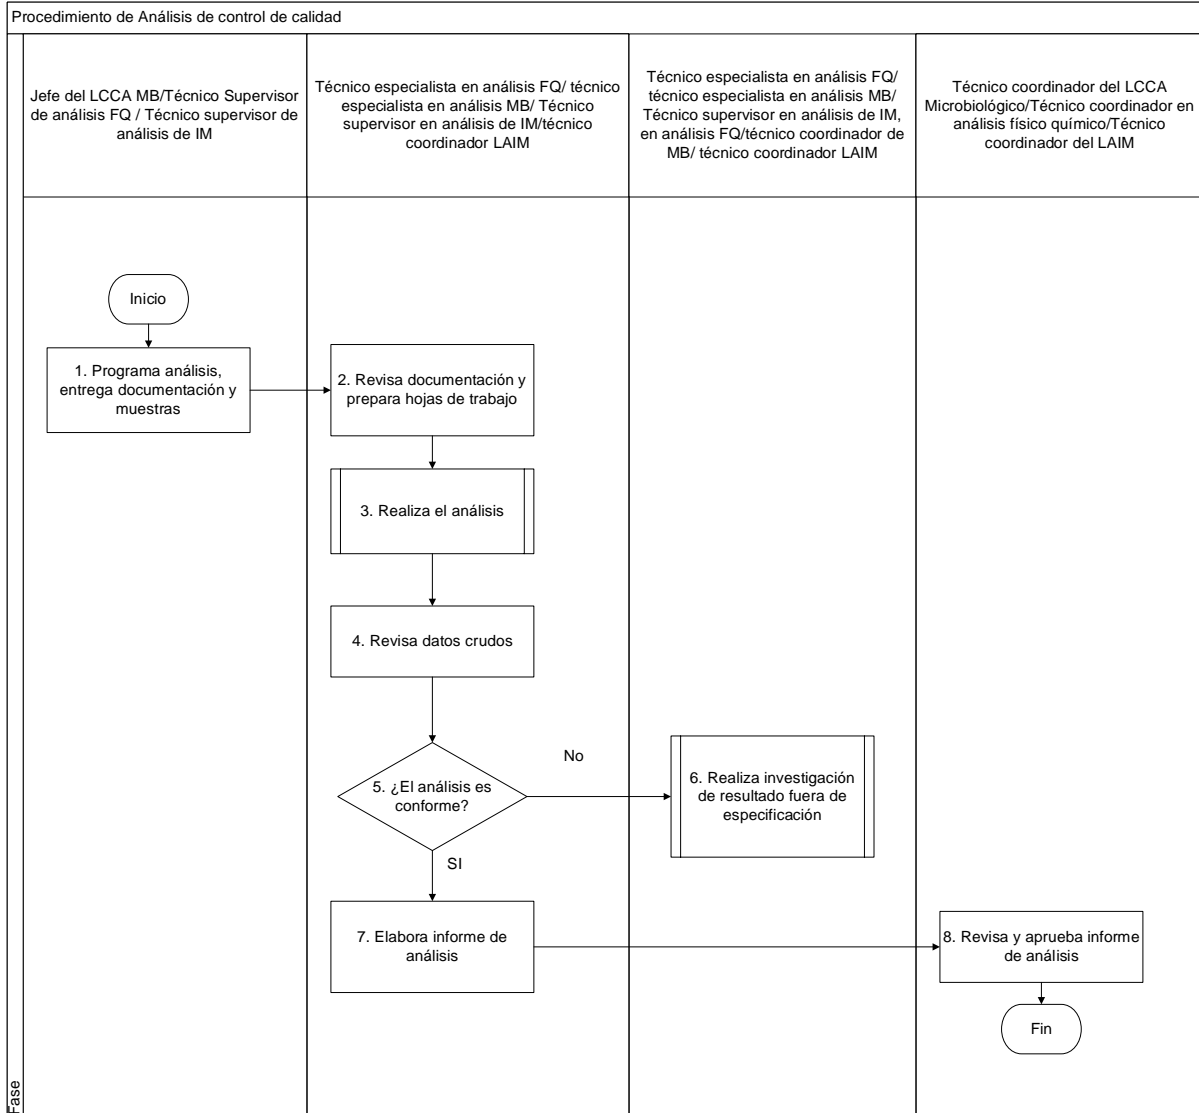 Procedimiento de Análisis de control de calidad
Jefe del LCCA MB/Técnico Supervisor
de análisis FQ / Técnico supervisor de
análisis de IM
Técnico especialista en análisis FQ/ técnico
especialista en análisis MB/ Técnico
supervisor en análisis de IM/técnico
coordinador LAIM
Técnico especialista en análisis FQ/
técnico especialista en análisis MB/
Técnico supervisor en análisis de IM,
en análisis FQ/técnico coordinador de
MB/ técnico coordinador LAIM
Técnico coordinador del LCCA
Microbiológico/Técnico coordinador en
análisis físico químico/Técnico
coordinador del LAIM
Inicio
1. Programa análisis,
entrega documentación y
muestras
2. Revisa documentación y
prepara hojas de trabajo
3. Realiza el análisis
4. Revisa datos crudos
5. ¿El análisis es
conforme?
No
6. Realiza investigación
de resultado fuera de
especificación
SI
7. Elabora informe de
análisis
8. Revisa y aprueba informe
de análisis
Fin
Fase